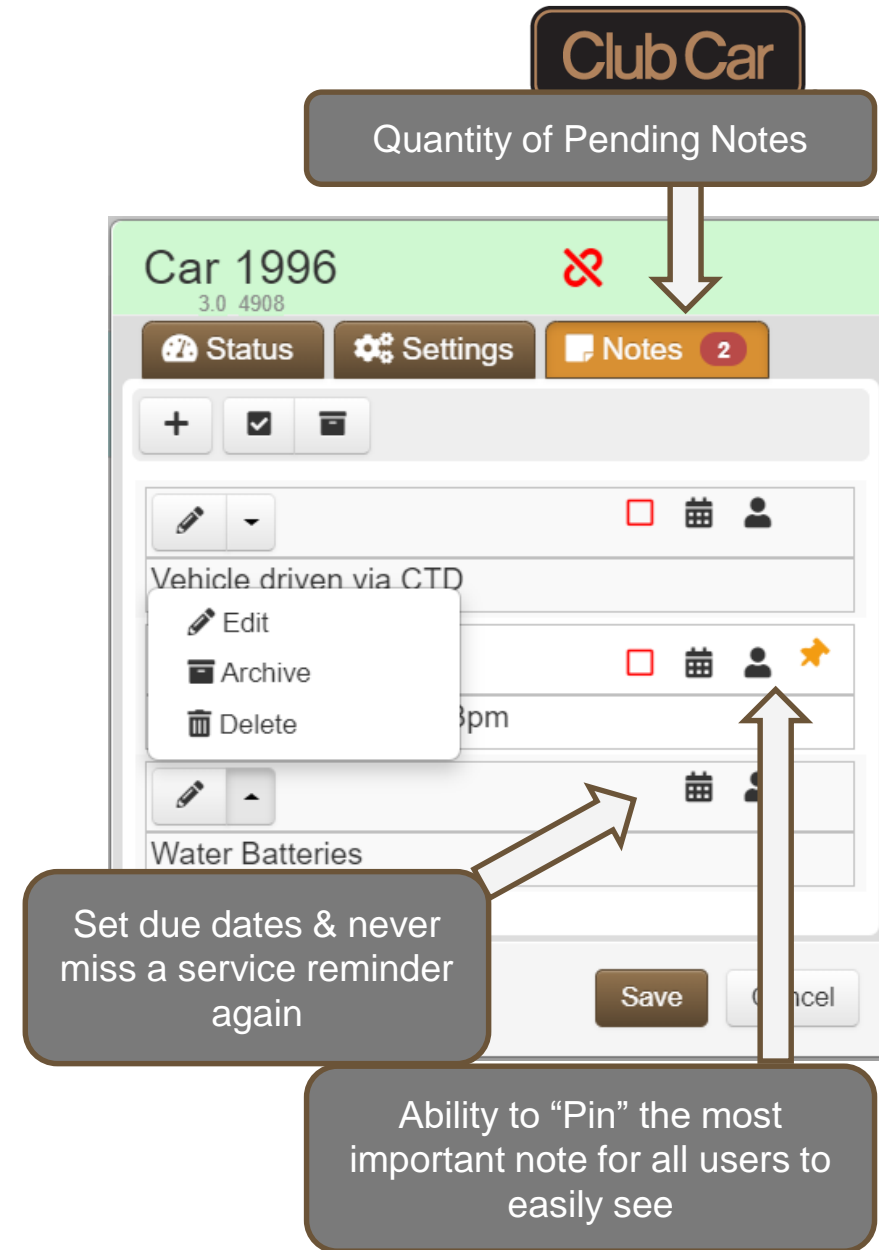 Club Car
Quantity of Pending Notes
Car 1996
3.0 4908
Status
Settings
Notes 2
Vehicle driven via CTD
Edit
Archive
Delete
pm
Water Batteries
Set due dates & never
miss a service reminder
again
Save
Cancel
Ability to “Pin” the most
important note for all users to
easily see